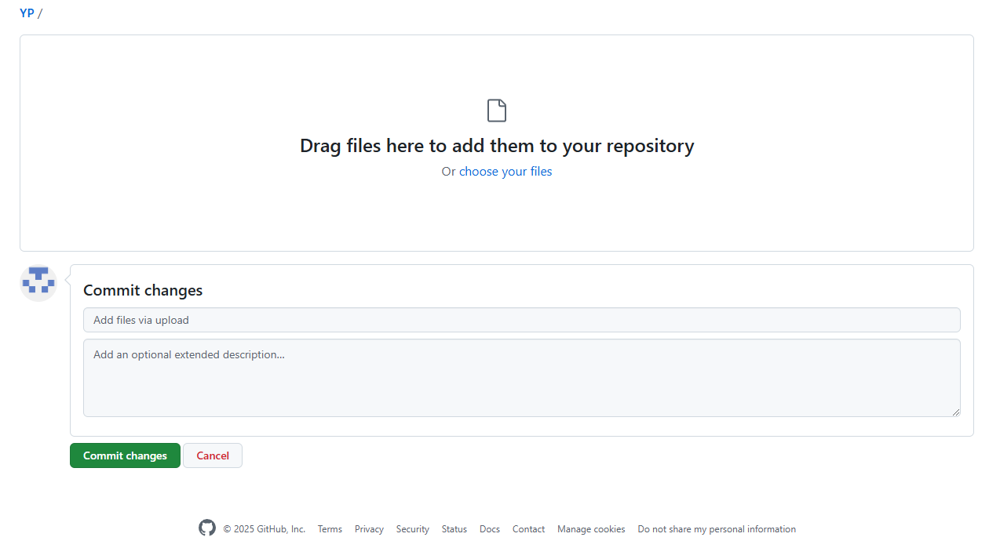 YP /
Drag files here to add them to your repository
Or choose your files
Commit changes
Add files via upload
Add an optional extended description...
Commit changes Cancel
© 2025 GitHub, Inc. Terms Privacy Security Status Docs Contact Manage cookies Do not share my personal information